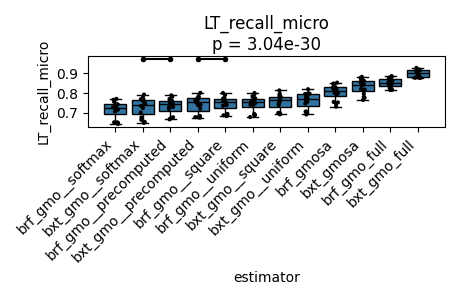 LT_recall_micro
p = 3.04e-30
LT_recall_micro
0.9
0.8
0.7
brf_gmo__softmax
bxt_gmo__softmax
brf_gmo__precomputed
bxt_gmo__precomputed
brf_gmo__square
brf_gmo__uniform
bxt_gmo__square
bxt_gmo__uniform
brf_gmosa
bxt_gmosa
brf_gmo_full
bxt_gmo_full
estimator